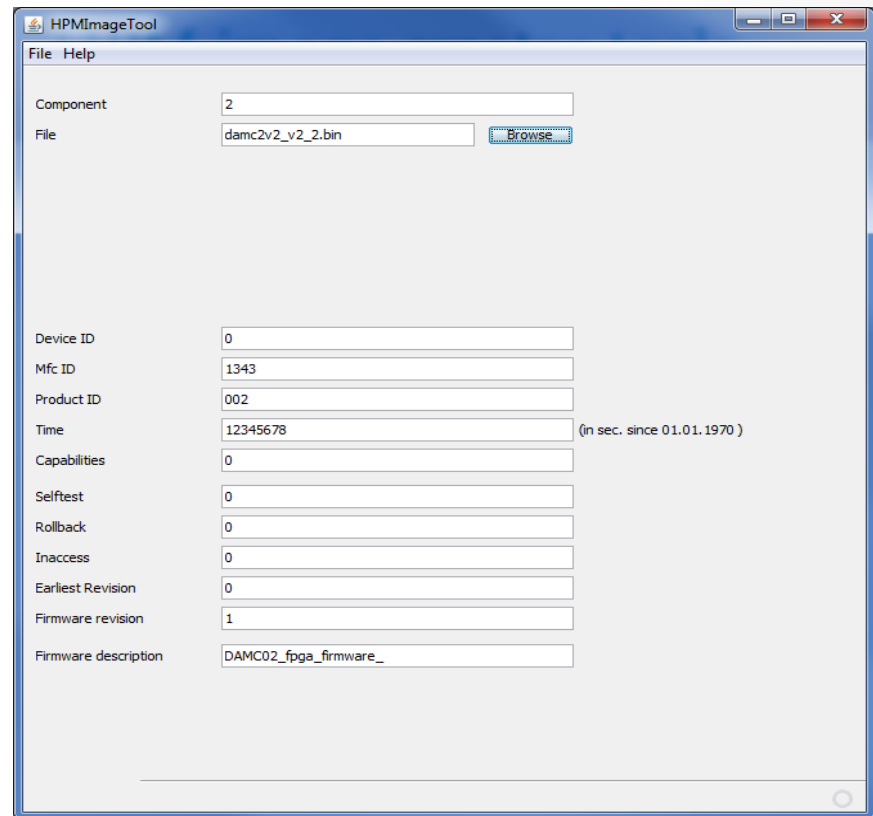 HPMImageTool
File Help
Component 2
File damc2v2_v2_2.bin Browse
Device ID 0
Mfc ID 1343
Product ID 002
Time 12345678 (in sec. since 01.01.1970 )
Capabilities 0
Selftest 0
Rollback 0
Inaccess 0
Earliest Revision 0
Firmware revision 1
Firmware description DAMC02_fpga_firmware_